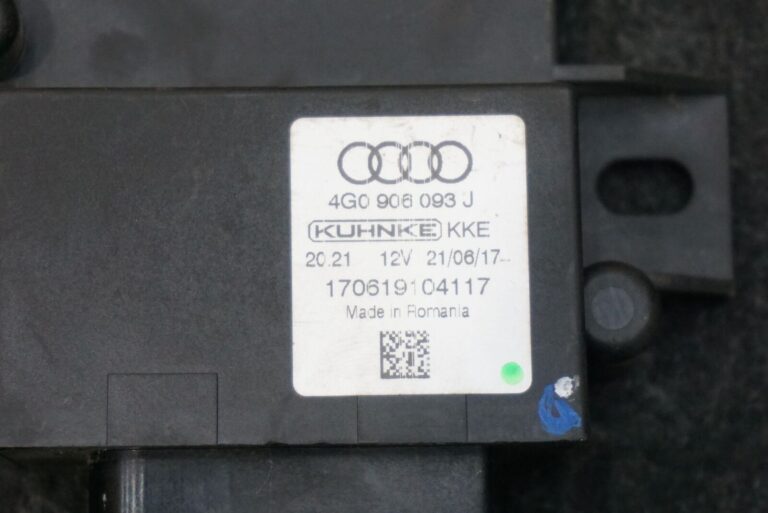 4G0 906 093 J
KUHNKE KKE
20.21 12V 21/06/17
170619104117
Made in Romania